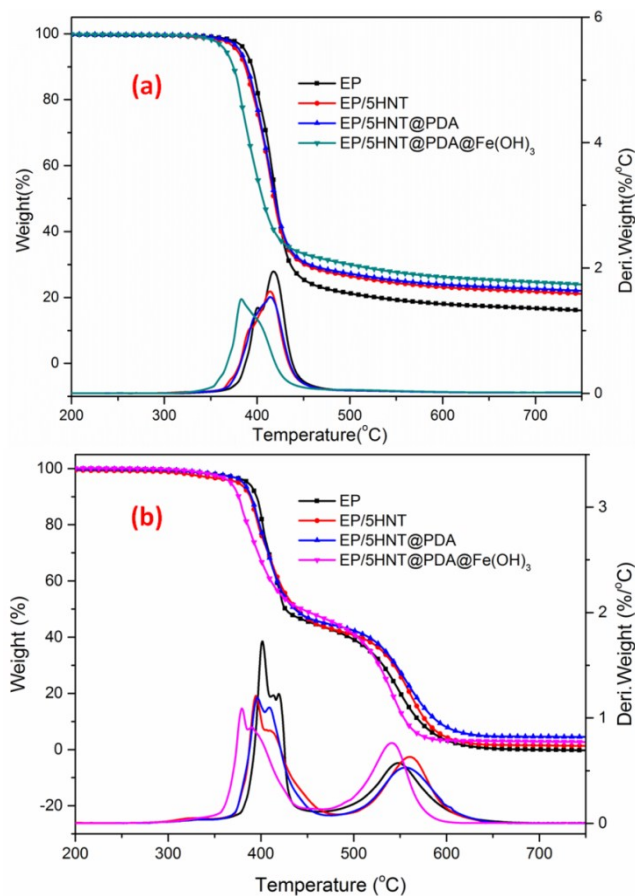 (a)
EP
EP/5HNT
EP/5HNT@PDA
EP/5HNT@PDA@Fe(OH)₃
Weight(%)
100
80
60
40
20
0
Deri.Weight(%/°C)
6
4
2
0
200 300 400 500 600 700
Temperature(°C)
(b)
EP
EP/5HNT
EP/5HNT@PDA
EP/5HNT@PDA@Fe(OH)₃
Weight (%)
100
80
60
40
20
0
-20
Deri.Weight (%/°C)
3
2
1
0
200 300 400 500 600 700
Temperature (°C)